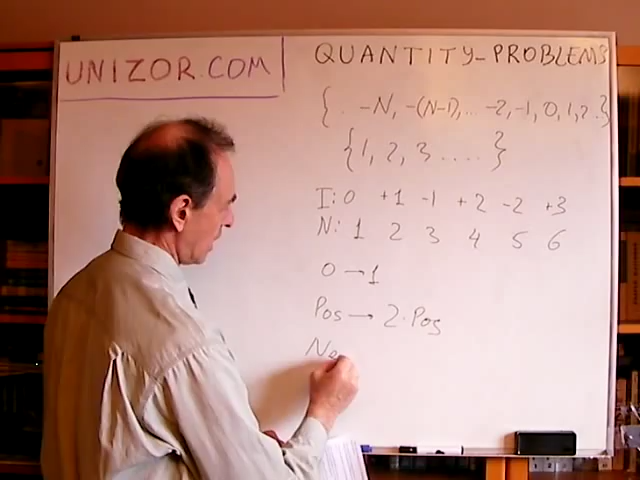 UNIZOR.COM
QUANTITY-PROBLEMS
{. -N, -(N-1), ... -2, -1, 0, 1, 2 .}
{1, 2, 3 ....}
I: 0 +1 -1 +2 -2 +3
N: 1 2 3 4 5 6
0 → 1
Pos → 2·Pos
Ne